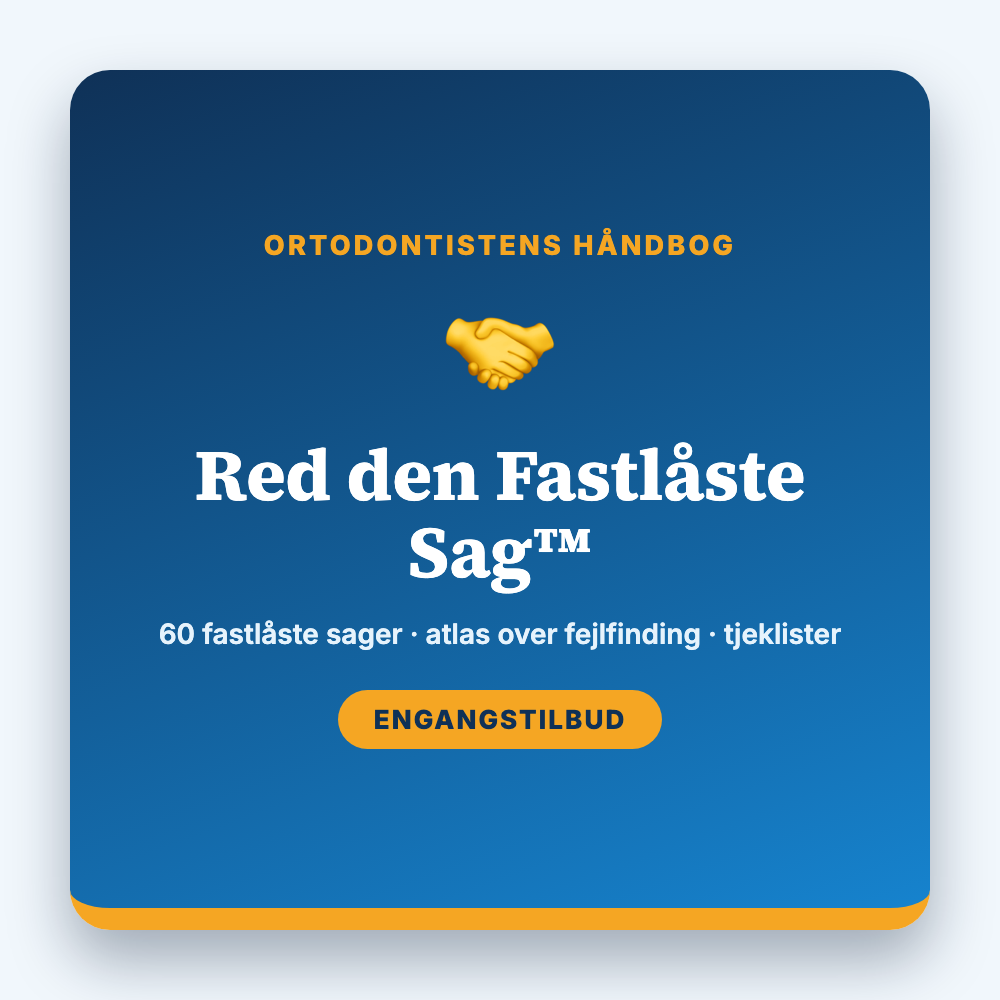 ORTODONTISTENS HÅNDBOG
Red den Fastlåste
Sag™
60 fastlåste sager · atlas over fejlfinding · tjeklister
ENGANGSTILBUD